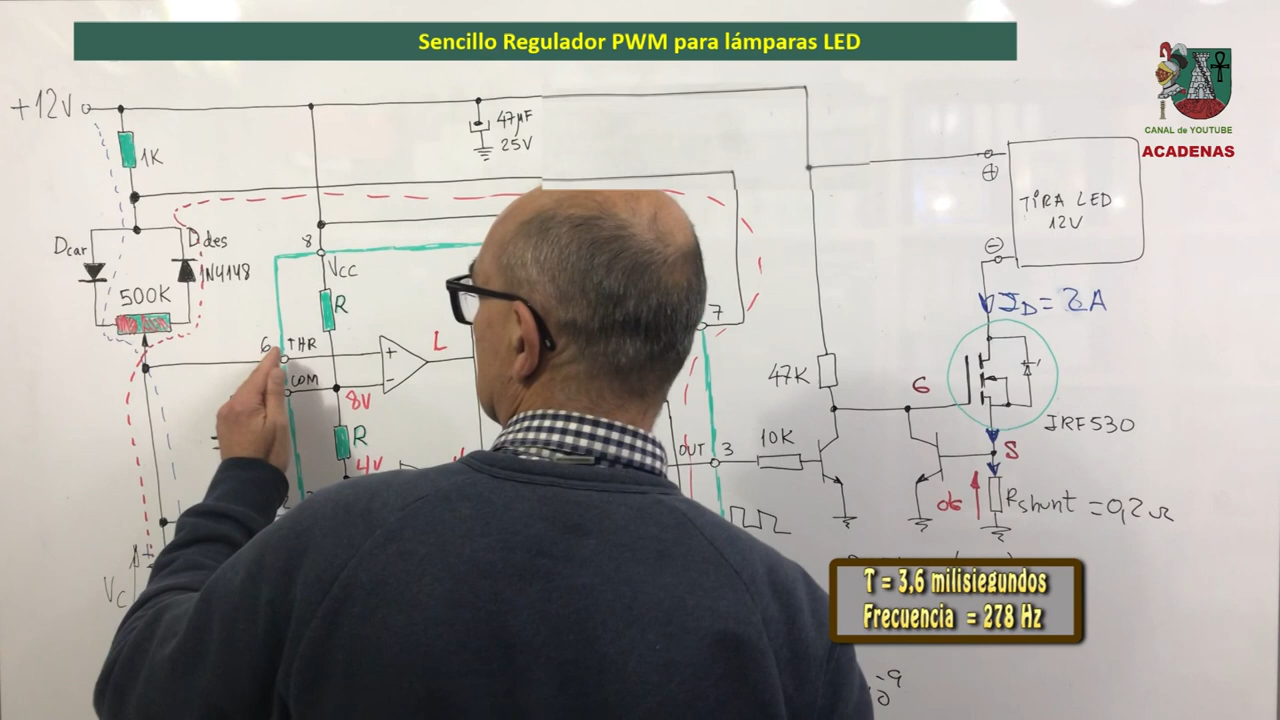 Sencillo Regulador PWM para lámparas LED
CANAL de YOUTUBE
ACADENAS
+12V
47µF
25V
1K
TIRA LED
12V
Dcar
Ddes
1N4148
500K
8
Vcc
R
7
ID = 2A
6
THR
+
-
L
COM
8V
R
4V
47K
G
IRF530
OUT
3
10K
S
Rshunt = 0,2 Ω
VC
T = 3,6 milisiegundos
Frecuencia = 278 Hz
-9